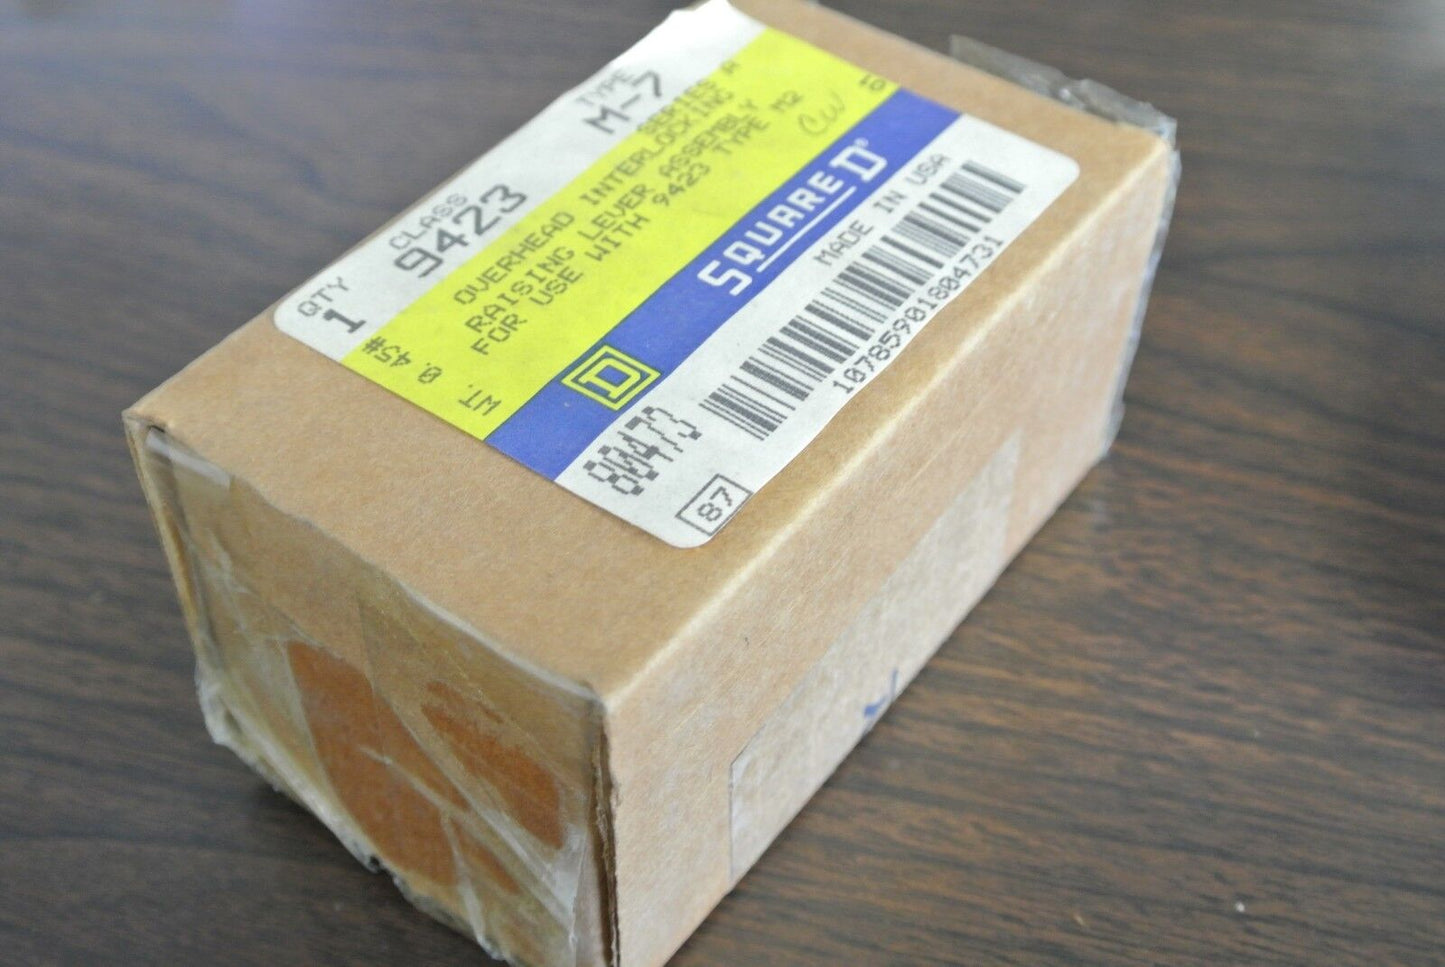 QTY CLASS TYPE
1 9423 M-7
SERIES A
OVERHEAD INTERLOCKING
RAISING LEVER ASSEMBLY
FOR USE WITH 9423 TYPE M2
WT. 0.45#
D
SQUARE D®
MADE IN USA
80473
10785901804731
87